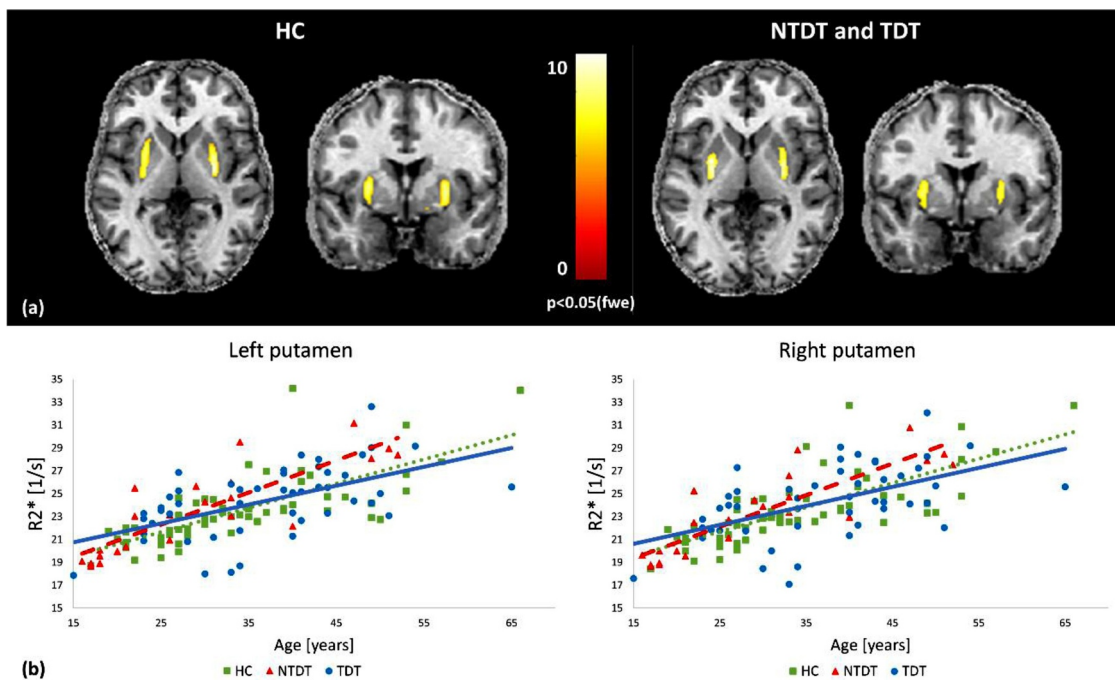 HC
NTDT and TDT
10
0
p<0.05(fwe)
(a)
Left putamen
R2* [1/s]
35
33
31
29
27
25
23
21
19
17
15
15
25
35
45
55
65
Age [years]
HC NTDT TDT
Right putamen
R2* [1/s]
35
33
31
29
27
25
23
21
19
17
15
15
25
35
45
55
65
Age [years]
HC NTDT TDT
(b)